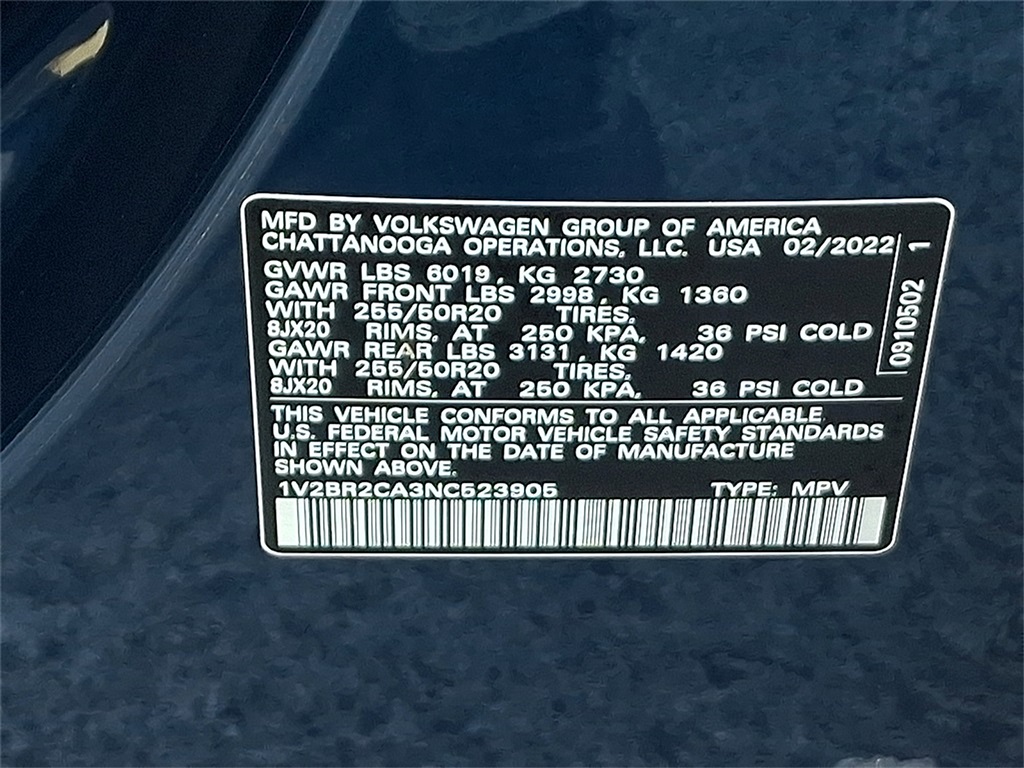 MFD BY VOLKSWAGEN GROUP OF AMERICA
CHATTANOOGA OPERATIONS, LLC. USA 02/2022
GVWR LBS 6019, KG 2730
GAWR FRONT LBS 2998, KG 1360
WITH 255/50R20 TIRES,
8JX20 RIMS, AT 250 KPA, 36 PSI COLD
GAWR REAR LBS 3131, KG 1420
WITH 255/50R20 TIRES,
8JX20 RIMS, AT 250 KPA, 36 PSI COLD
0910502 1
THIS VEHICLE CONFORMS TO ALL APPLICABLE
U.S. FEDERAL MOTOR VEHICLE SAFETY STANDARDS
IN EFFECT ON THE DATE OF MANUFACTURE
SHOWN ABOVE.
1V2BR2CA3NC523905 TYPE: MPV